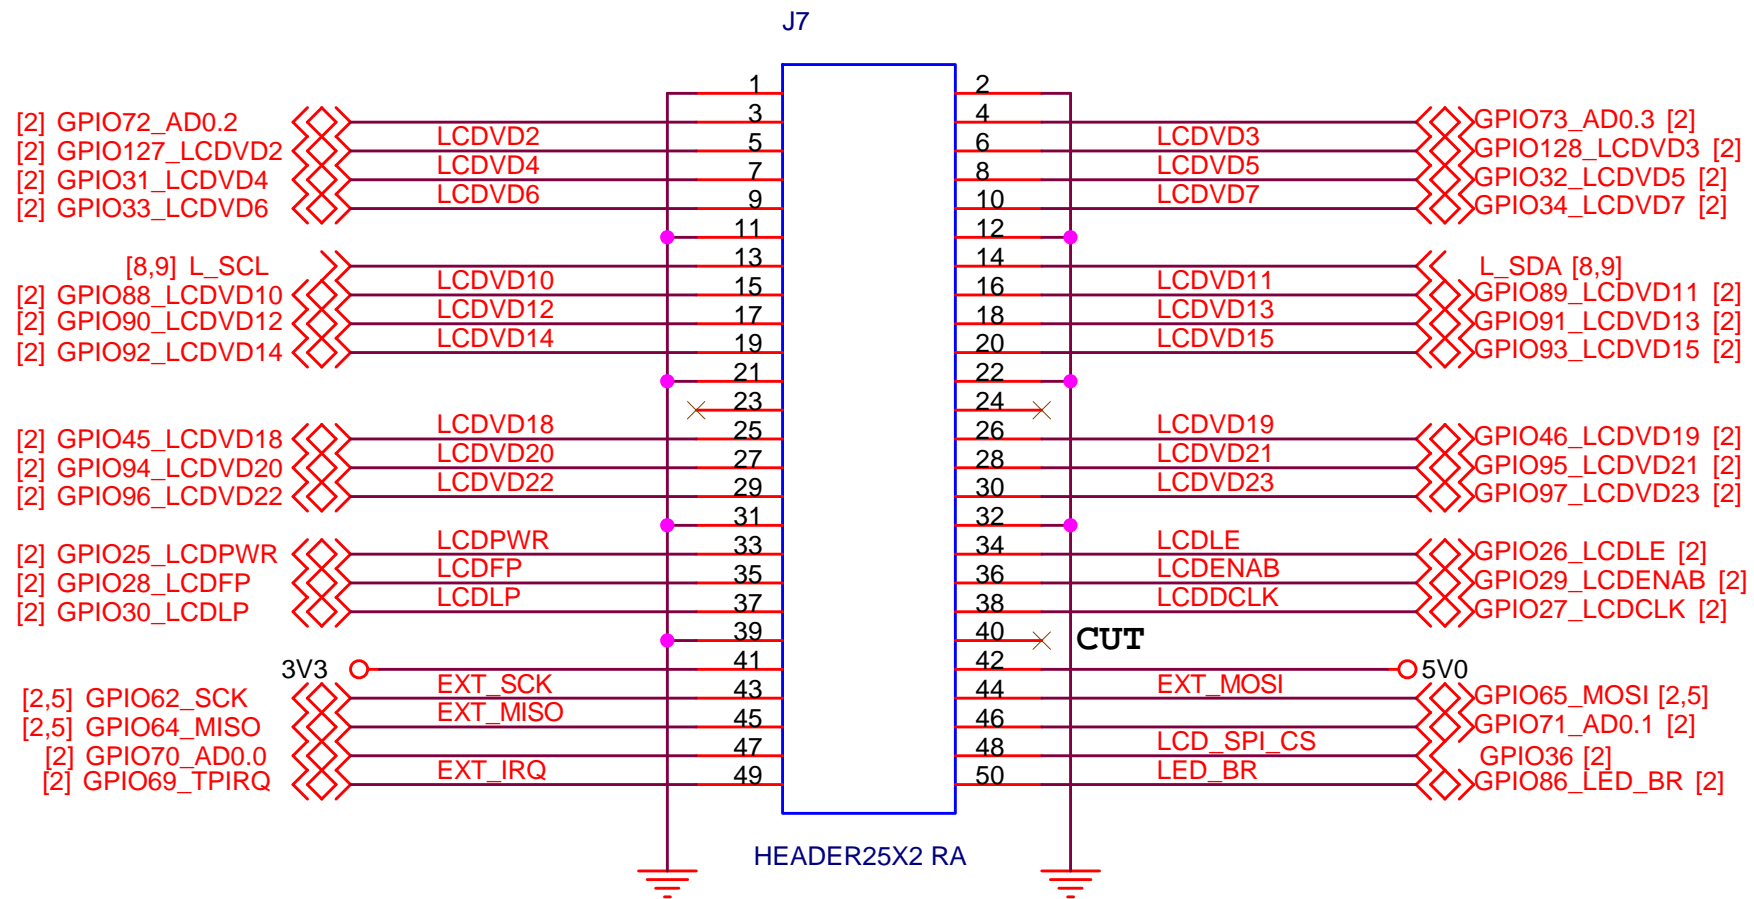 J7
1 2
[2] GPIO72_AD0.2 3 4 GPIO73_AD0.3 [2]
[2] GPIO127_LCDVD2 LCDVD2 5 6 LCDVD3 GPIO128_LCDVD3 [2]
[2] GPIO31_LCDVD4 LCDVD4 7 8 LCDVD5 GPIO32_LCDVD5 [2]
[2] GPIO33_LCDVD6 LCDVD6 9 10 LCDVD7 GPIO34_LCDVD7 [2]
11 12
[8,9] L_SCL 13 14 L_SDA [8,9]
[2] GPIO88_LCDVD10 LCDVD10 15 16 LCDVD11 GPIO89_LCDVD11 [2]
[2] GPIO90_LCDVD12 LCDVD12 17 18 LCDVD13 GPIO91_LCDVD13 [2]
[2] GPIO92_LCDVD14 LCDVD14 19 20 LCDVD15 GPIO93_LCDVD15 [2]
21 22
23 24
[2] GPIO45_LCDVD18 LCDVD18 25 26 LCDVD19 GPIO46_LCDVD19 [2]
[2] GPIO94_LCDVD20 LCDVD20 27 28 LCDVD21 GPIO95_LCDVD21 [2]
[2] GPIO96_LCDVD22 LCDVD22 29 30 LCDVD23 GPIO97_LCDVD23 [2]
31 32
[2] GPIO25_LCDPWR LCDPWR 33 34 LCDLE GPIO26_LCDLE [2]
[2] GPIO28_LCDFP LCDFP 35 36 LCDENAB GPIO29_LCDENAB [2]
[2] GPIO30_LCDLP LCDLP 37 38 LCDDCLK GPIO27_LCDCLK [2]
39 40 CUT
3V3 41 42 5V0
[2,5] GPIO62_SCK EXT_SCK 43 44 EXT_MOSI GPIO65_MOSI [2,5]
[2,5] GPIO64_MISO EXT_MISO 45 46 GPIO71_AD0.1 [2]
[2] GPIO70_AD0.0 47 48 LCD_SPI_CS GPIO36 [2]
[2] GPIO69_TPIRQ EXT_IRQ 49 50 LED_BR GPIO86_LED_BR [2]
HEADER25X2 RA